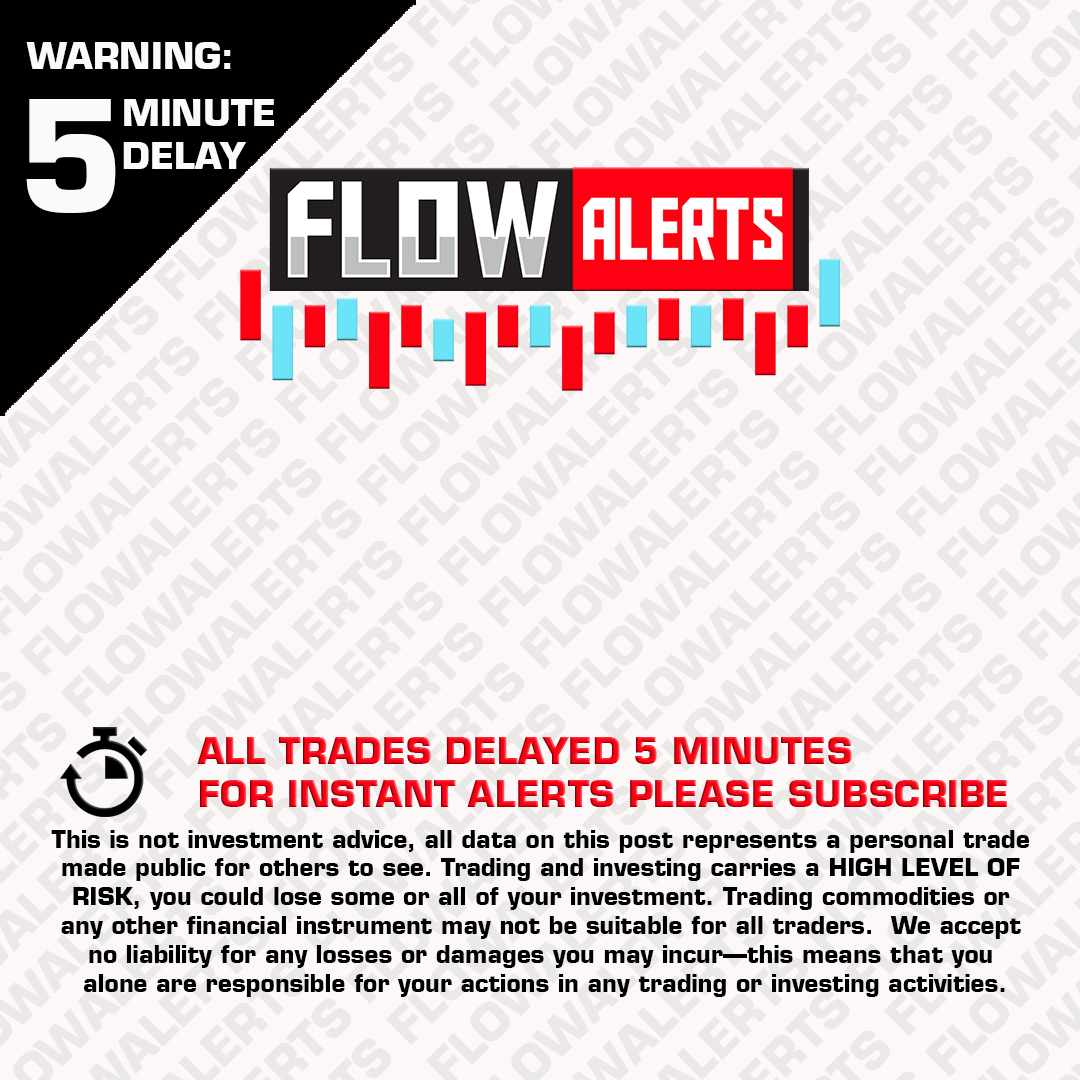 WARNING:
5 MINUTE
DELAY
FLOW ALERTS
ALL TRADES DELAYED 5 MINUTES
FOR INSTANT ALERTS PLEASE SUBSCRIBE
This is not investment advice, all data on this post represents a personal trade
made public for others to see. Trading and investing carries a HIGH LEVEL OF
RISK, you could lose some or all of your investment. Trading commodities or
any other financial instrument may not be suitable for all traders.  We accept
no liability for any losses or damages you may incur—this means that you
alone are responsible for your actions in any trading or investing activities.